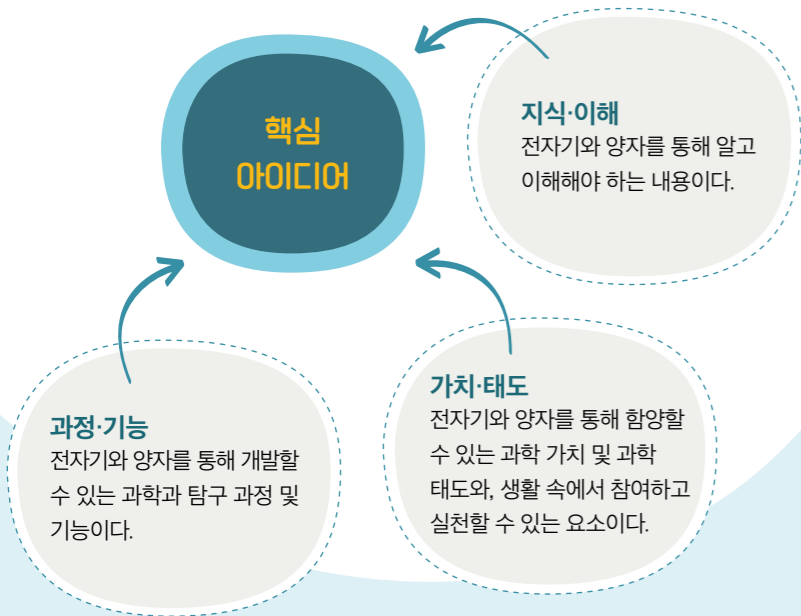 핵심
아이디어
지식·이해
전자기와 양자를 통해 알고
이해해야 하는 내용이다.
과정·기능
전자기와 양자를 통해 개발할
수 있는 과학과 탐구 과정 및
기능이다.
가치·태도
전자기와 양자를 통해 함양할
수 있는 과학 가치 및 과학
태도와, 생활 속에서 참여하고
실천할 수 있는 요소이다.